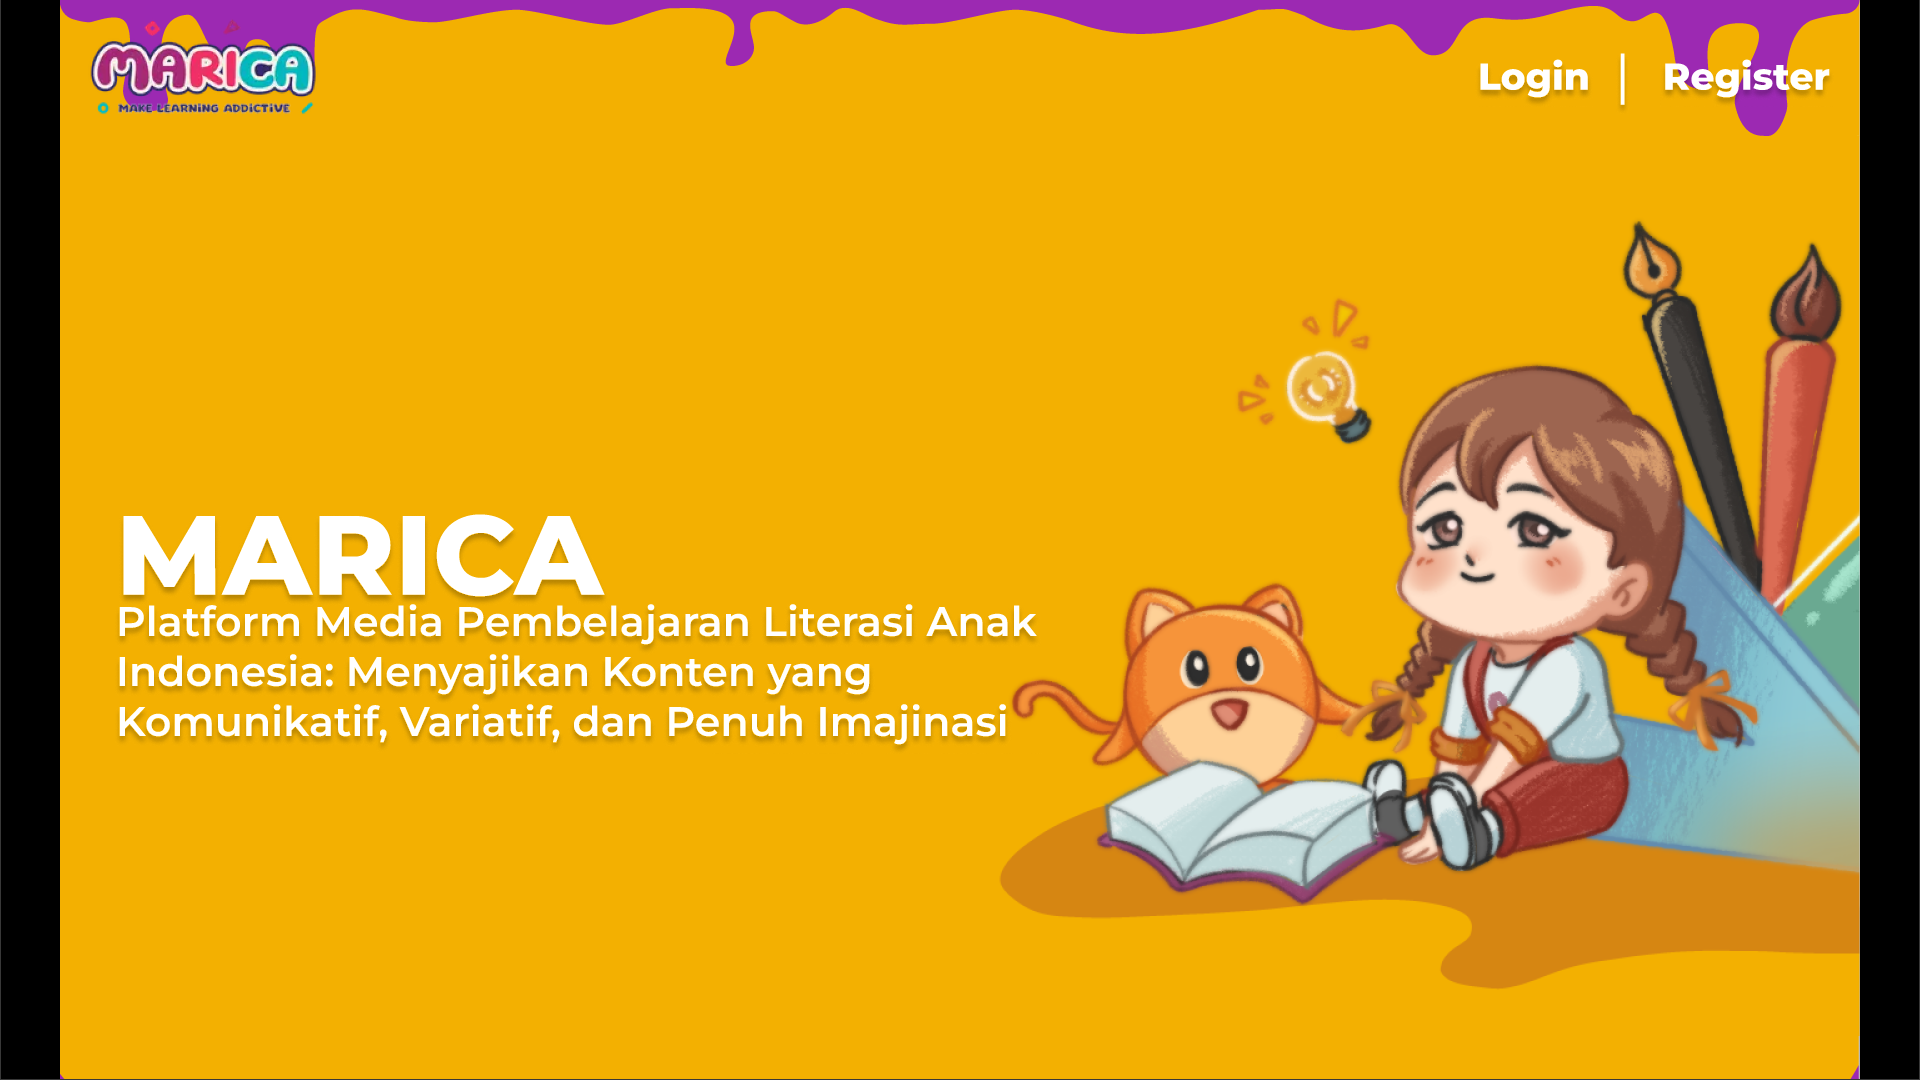 MARICA
MAKE LEARNING ADDICTIVE
Login | Register
MARICA
Platform Media Pembelajaran Literasi Anak
Indonesia: Menyajikan Konten yang
Komunikatif, Variatif, dan Penuh Imajinasi